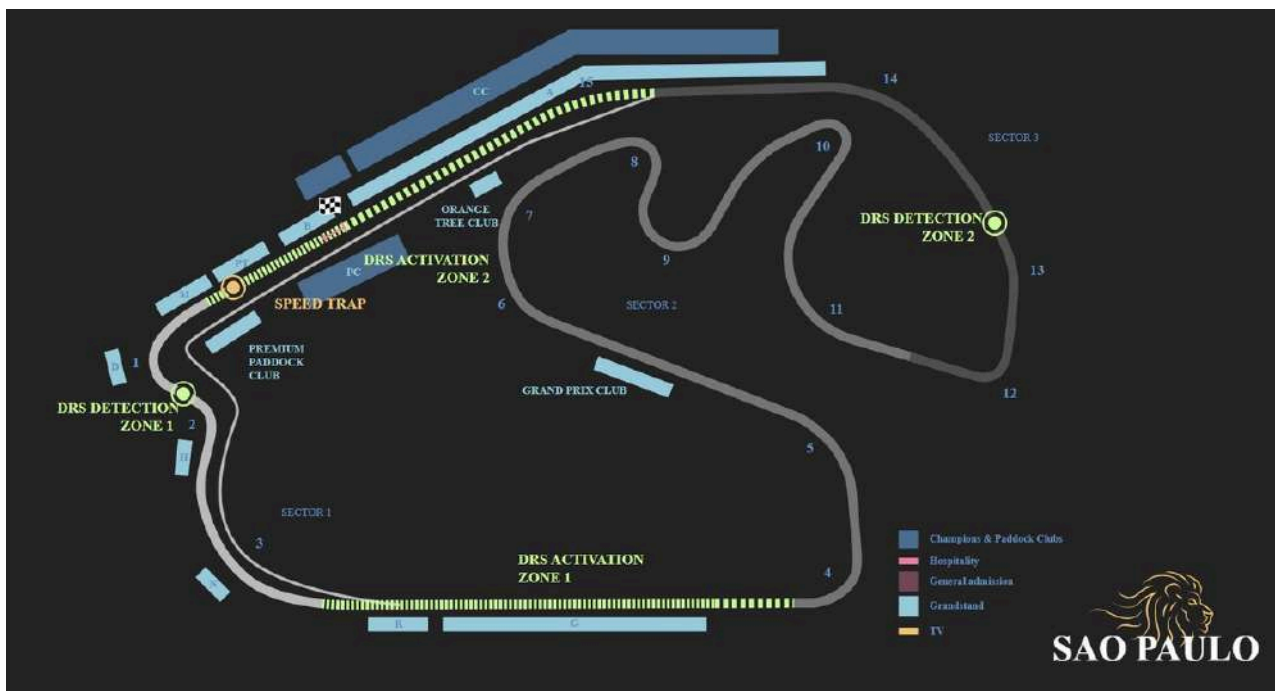 14
CC
15
A
SECTOR 3
10
8
ORANGE
TREE CLUB
7
B
DRS DETECTION
ZONE 2
9
13
DRS ACTIVATION
ZONE 2
PC
SPEED TRAP
6
SECTOR 2
11
PREMIUM
PADDOCK
CLUB
1
D
GRAND PRIX CLUB
12
DRS DETECTION
ZONE 1
2
H
5
SECTOR 1
3
DRS ACTIVATION
ZONE 1
4
R
G
Champions & Paddock Clubs
Hospitality
General admission
Grandstand
TV
SAO PAULO